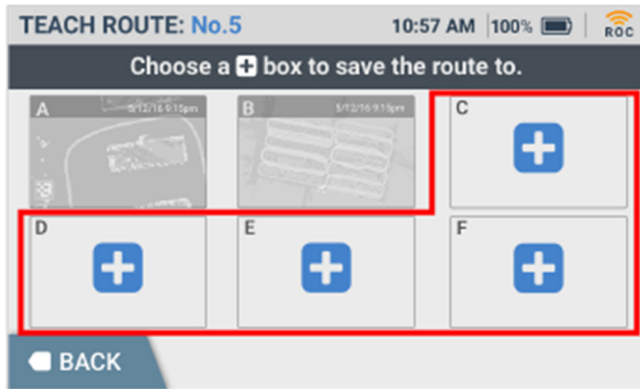 TEACH ROUTE: No.5 10:57 AM 100% ROC
Choose a + box to save the route to.
A 5/12/16 9:15pm B 5/12/16 9:15pm C
D E F
BACK